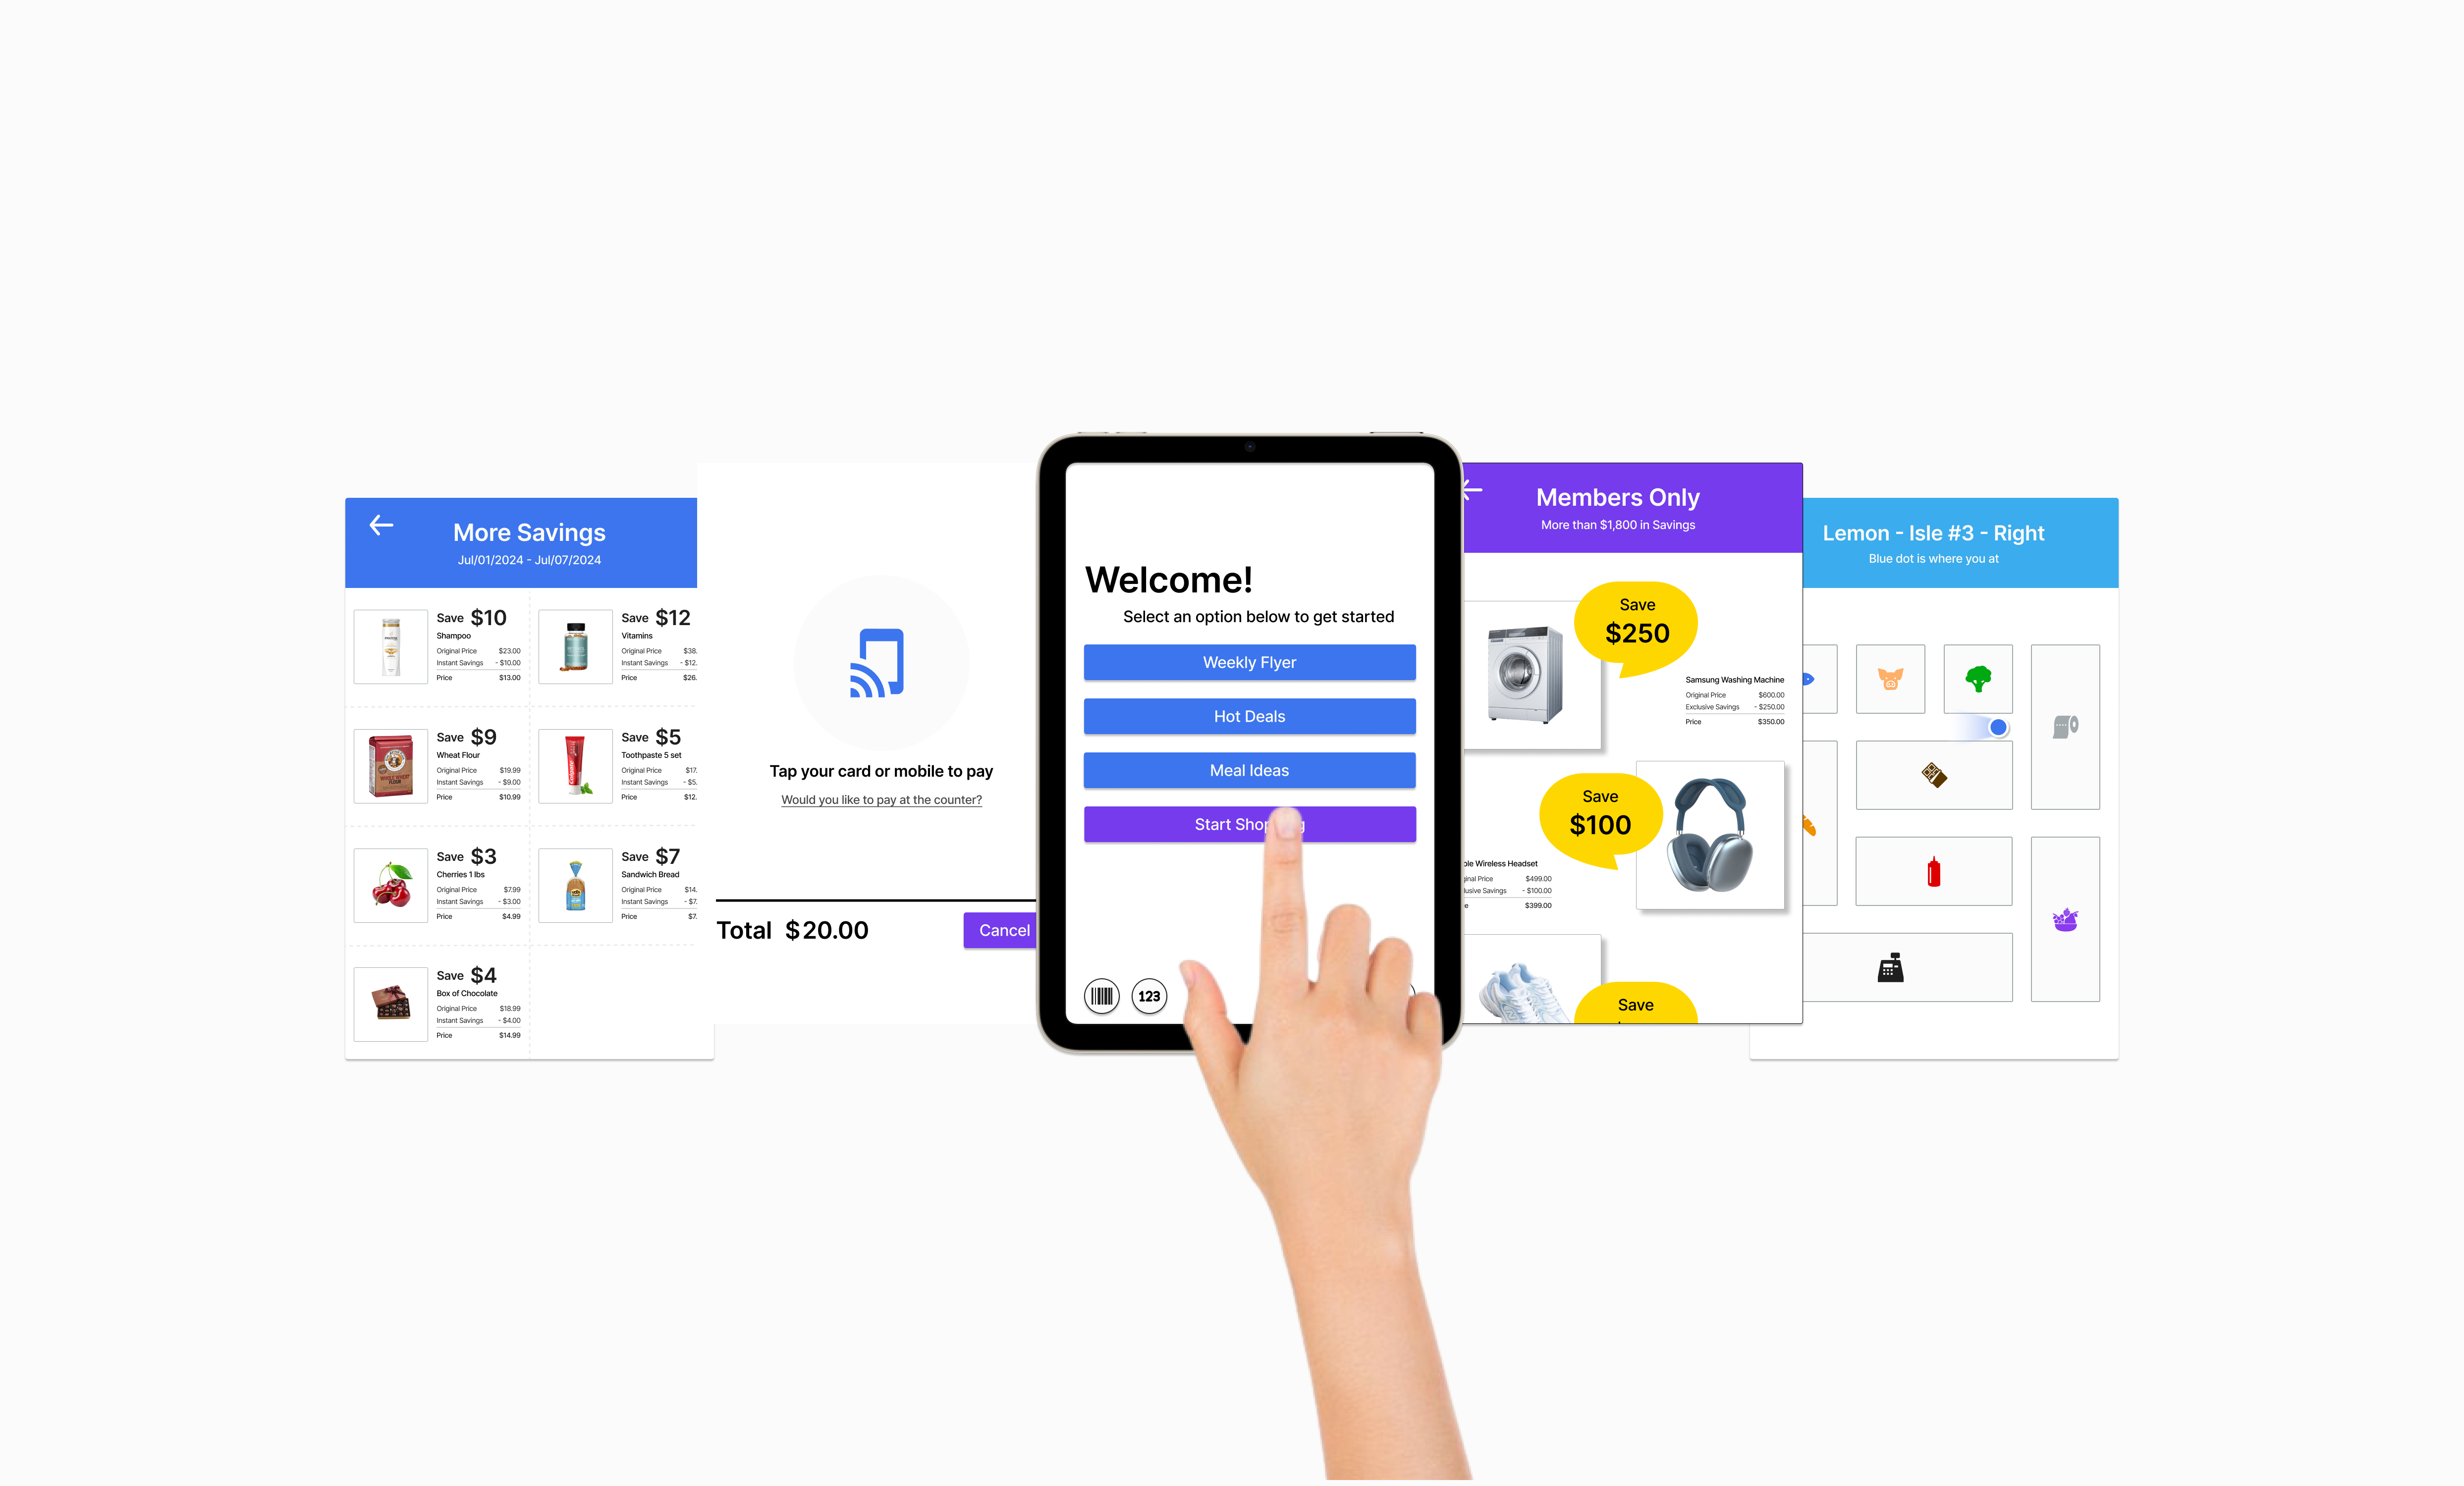 More Savings
Jul/01/2024 - Jul/07/2024
Save $10
Shampoo
Original Price $23.00
Instant Savings - $10.00
Price $13.00
Save $12
Vitamins
Original Price $38.
Instant Savings - $12.
Price $26.
Save $9
Wheat Flour
Original Price $19.99
Instant Savings - $9.00
Price $10.99
Save $5
Toothpaste 5 set
Original Price $17.
Instant Savings - $5.
Price $12.
Save $3
Cherries 1 lbs
Original Price $7.99
Instant Savings - $3.00
Price $4.99
Save $7
Sandwich Bread
Original Price $14.
Instant Savings - $7.
Price $7.
Save $4
Box of Chocolate
Original Price $18.99
Instant Savings - $4.00
Price $14.99
Tap your card or mobile to pay
Would you like to pay at the counter?
Total $20.00
Cancel
Welcome!
Select an option below to get started
Weekly Flyer
Hot Deals
Meal Ideas
Start Shop g
123
Members Only
More than $1,800 in Savings
Save
$250
Samsung Washing Machine
Original Price $600.00
Exclusive Savings - $250.00
Price $350.00
Save
$100
ple Wireless Headset
ginal Price $499.00
lusive Savings - $100.00
e $399.00
Save
Lemon - Isle #3 - Right
Blue dot is where you at